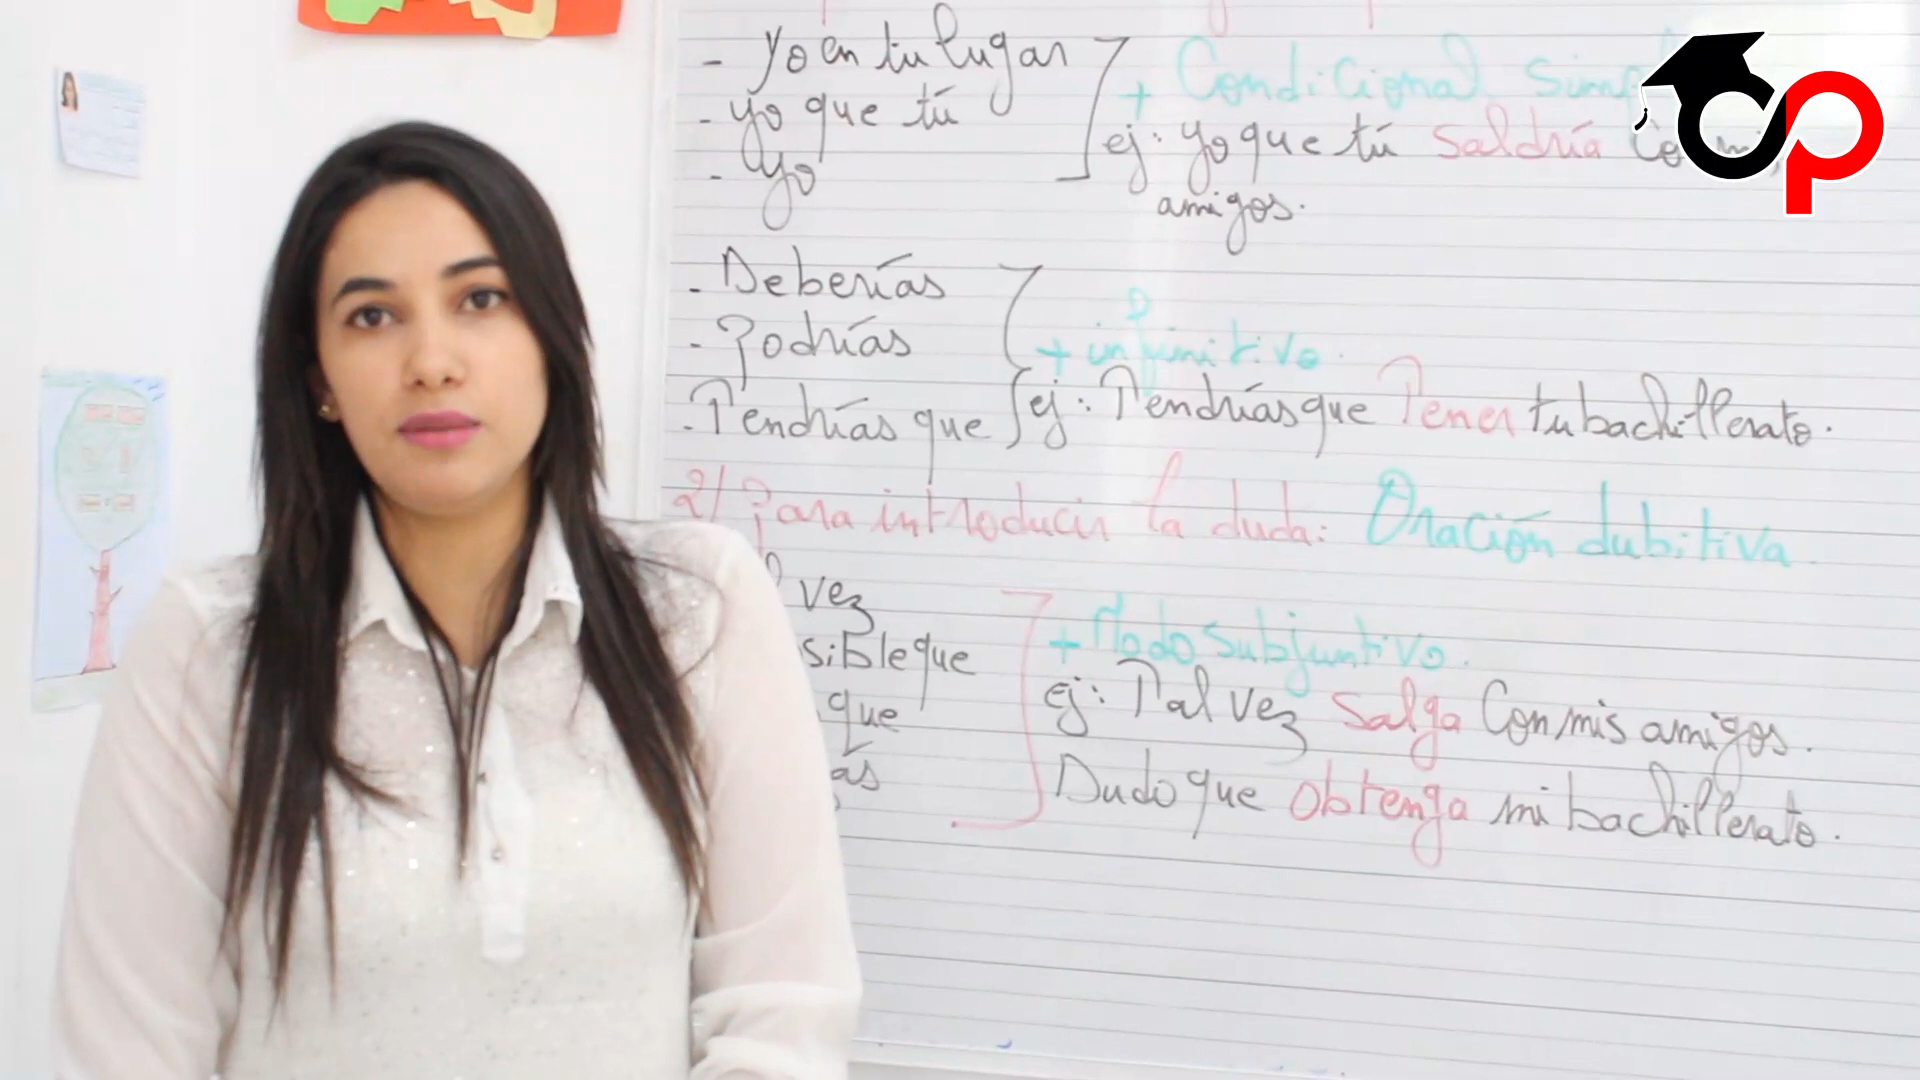 - Yo en tu lugar
+ Condicional
- yo que tú
ej: yo que tú saldría
- yo
amigos.
- Deberías
- Podrías
+ infinitivo.
- Tendrías que
ej: Tendrías que Tener tu bachillerato.
2/ Para introducir la duda: Oración dubitiva.
vez
+ Modo subjuntivo.
sible que
ej: Tal vez salga Con mis amigos.
que
Dudo que obtenga mi bachillerato.
ás